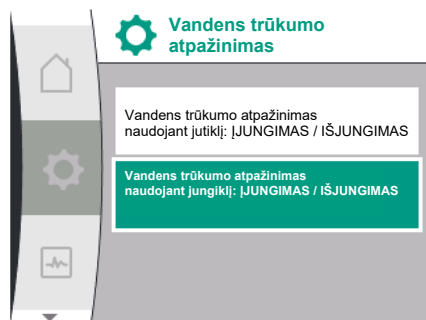 Vandens trūkumo
atpažinimas
Vandens trūkumo atpažinimas
naudojant jutiklį: ĮJUNGIMAS / IŠJUNGIMAS
Vandens trūkumo atpažinimas
naudojant jungiklį: ĮJUNGIMAS / IŠJUNGIMAS